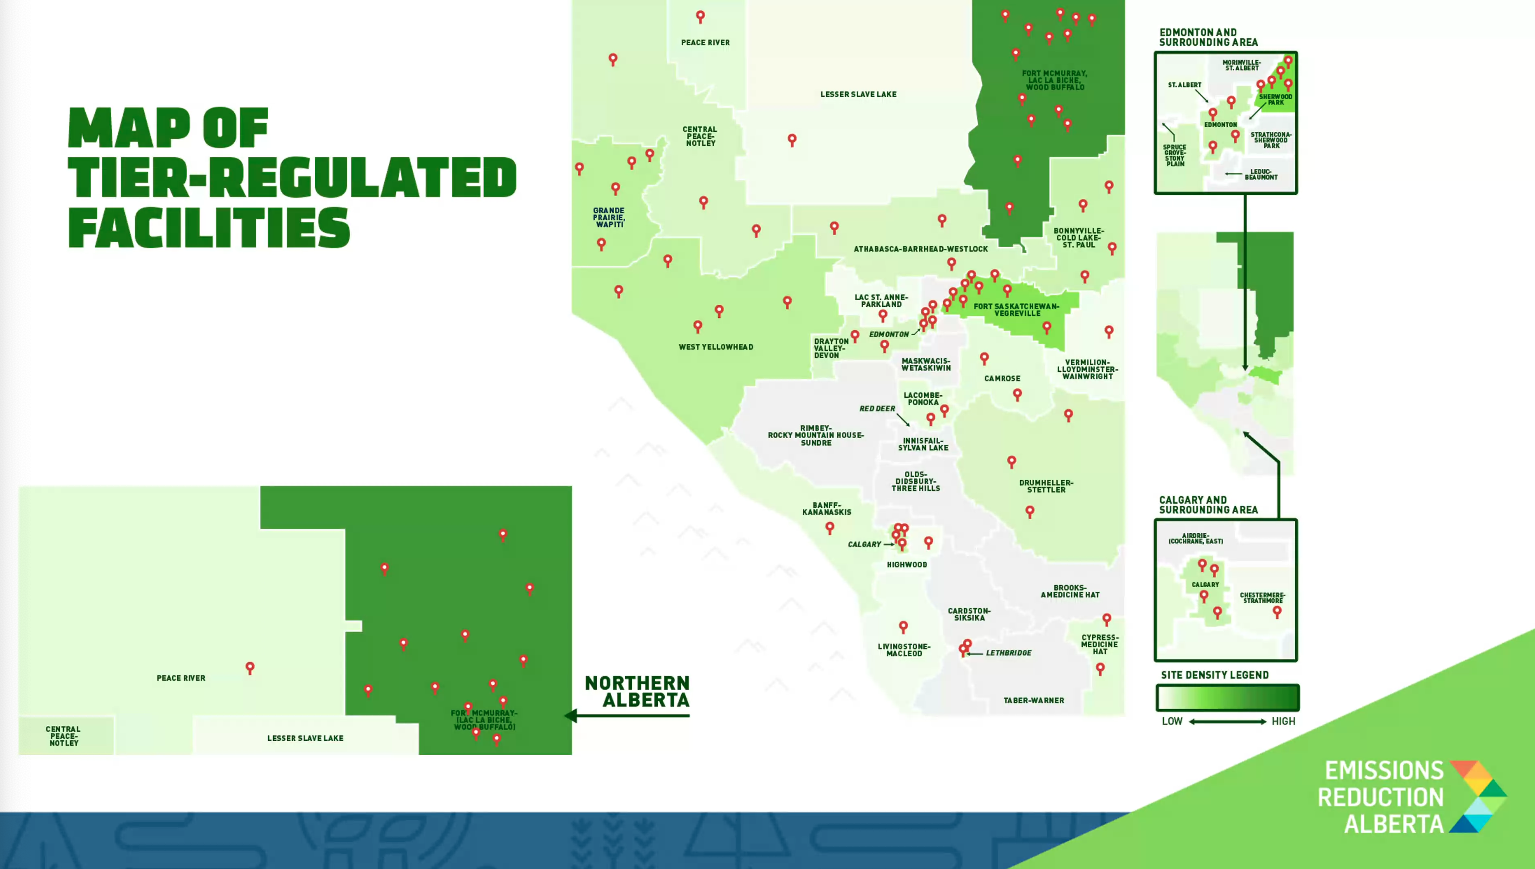 MAP OF
TIER-REGULATED
FACILITIES
PEACE RIVER
FORT MCMURRAY,
LAC LA BICHE,
WOOD BUFFALO
LESSER SLAVE LAKE
CENTRAL
PEACE-
NOTLEY
GRANDE
PRAIRIE,
WAPITI
BONNYVILLE-
COLD LAKE-
ST. PAUL
ATHABASCA-BARRHEAD-WESTLOCK
LAC ST. ANNE-
PARKLAND
FORT SASKATCHEWAN-
VEGREVILLE
EDMONTON
WEST YELLOWHEAD
DRAYTON
VALLEY-
DEVON
MASKWACIS-
WETASKIWIN
CAMROSE
VERMILION-
LLOYDMINSTER-
WAINWRIGHT
LACOMBE-
PONOKA
RED DEER
RIMBEY-
ROCKY MOUNTAIN HOUSE-
SUNDRE
INNISFAIL-
SYLVAN LAKE
OLDS-
DIDSBURY-
THREE HILLS
DRUMHELLER-
STETTLER
BANFF-
KANANASKIS
CALGARY
HIGHWOOD
BROOKS-
AMEDICINE HAT
CARDSTON-
SIKSIKA
LIVINGSTONE-
MACLEOD
LETHBRIDGE
CYPRESS-
MEDICINE
HAT
TABER-WARNER
PEACE RIVER
FORT MCMURRAY-
(LAC LA BICHE,
WOOD BUFFALO)
CENTRAL
PEACE-
NOTLEY
LESSER SLAVE LAKE
NORTHERN
ALBERTA
EDMONTON AND
SURROUNDING AREA
MORINVILLE-
ST. ALBERT
ST. ALBERT
SHERWOOD
PARK
EDMONTON
STRATHCONA-
SHERWOOD
PARK
SPRUCE
GROVE-
STONY
PLAIN
LEDUC-
BEAUMONT
CALGARY AND
SURROUNDING AREA
AIRDRIE-
(COCHRANE, EAST)
CALGARY
CHESTERMERE-
STRATHMORE
SITE DENSITY LEGEND
LOW HIGH
EMISSIONS
REDUCTION
ALBERTA